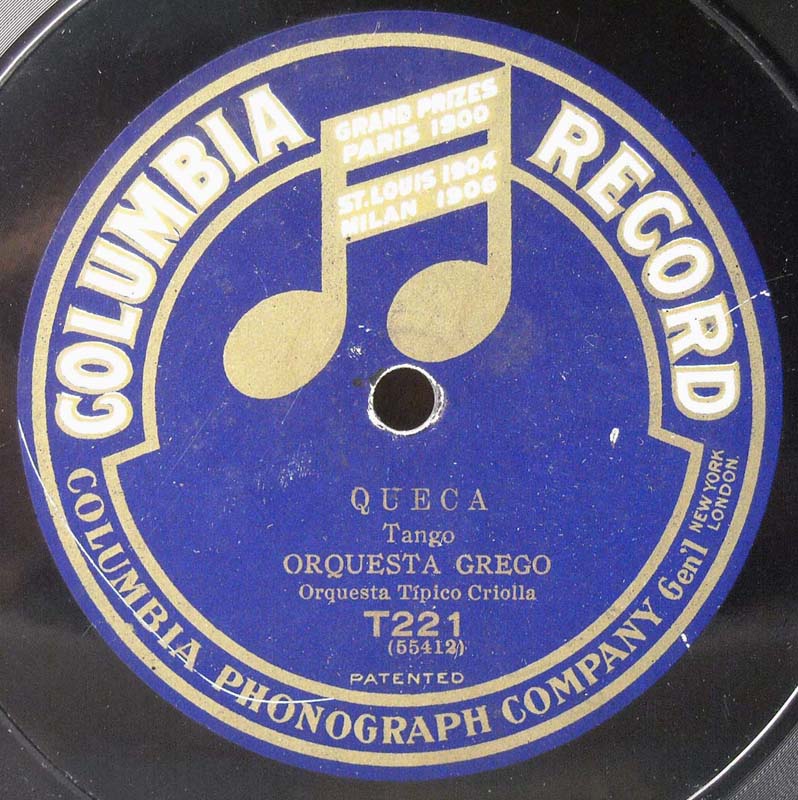 COLUMBIA RECORD
GRAND PRIZES
PARIS 1900
ST. LOUIS 1904
MILAN 1906
QUECA
Tango
ORQUESTA GREGO
Orquesta Típico Criolla
T221
(55412)
PATENTED
COLUMBIA PHONOGRAPH COMPANY Gen'l
NEW YORK
LONDON.